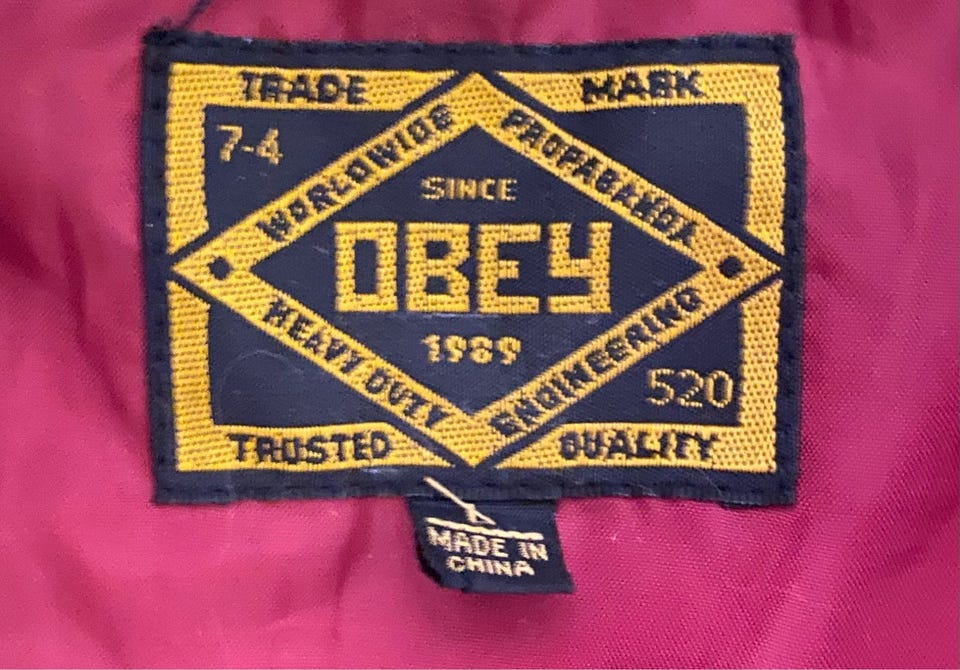 TRADE MARK
7-4
WORLDWIDE PROPAGANDA
SINCE
OBEY
1989
HEAVY DUTY ENGINEERING
520
TRUSTED QUALITY
MADE IN
CHINA